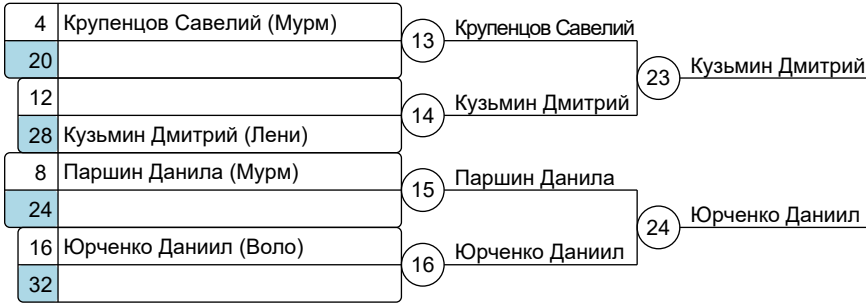 4 Крупенцов Савелий (Мурм)
13 Крупенцов Савелий
20
23 Кузьмин Дмитрий
12
14 Кузьмин Дмитрий
28 Кузьмин Дмитрий (Лени)
8 Паршин Данила (Мурм)
15 Паршин Данила
24
24 Юрченко Даниил
16 Юрченко Даниил (Воло)
16 Юрченко Даниил
32